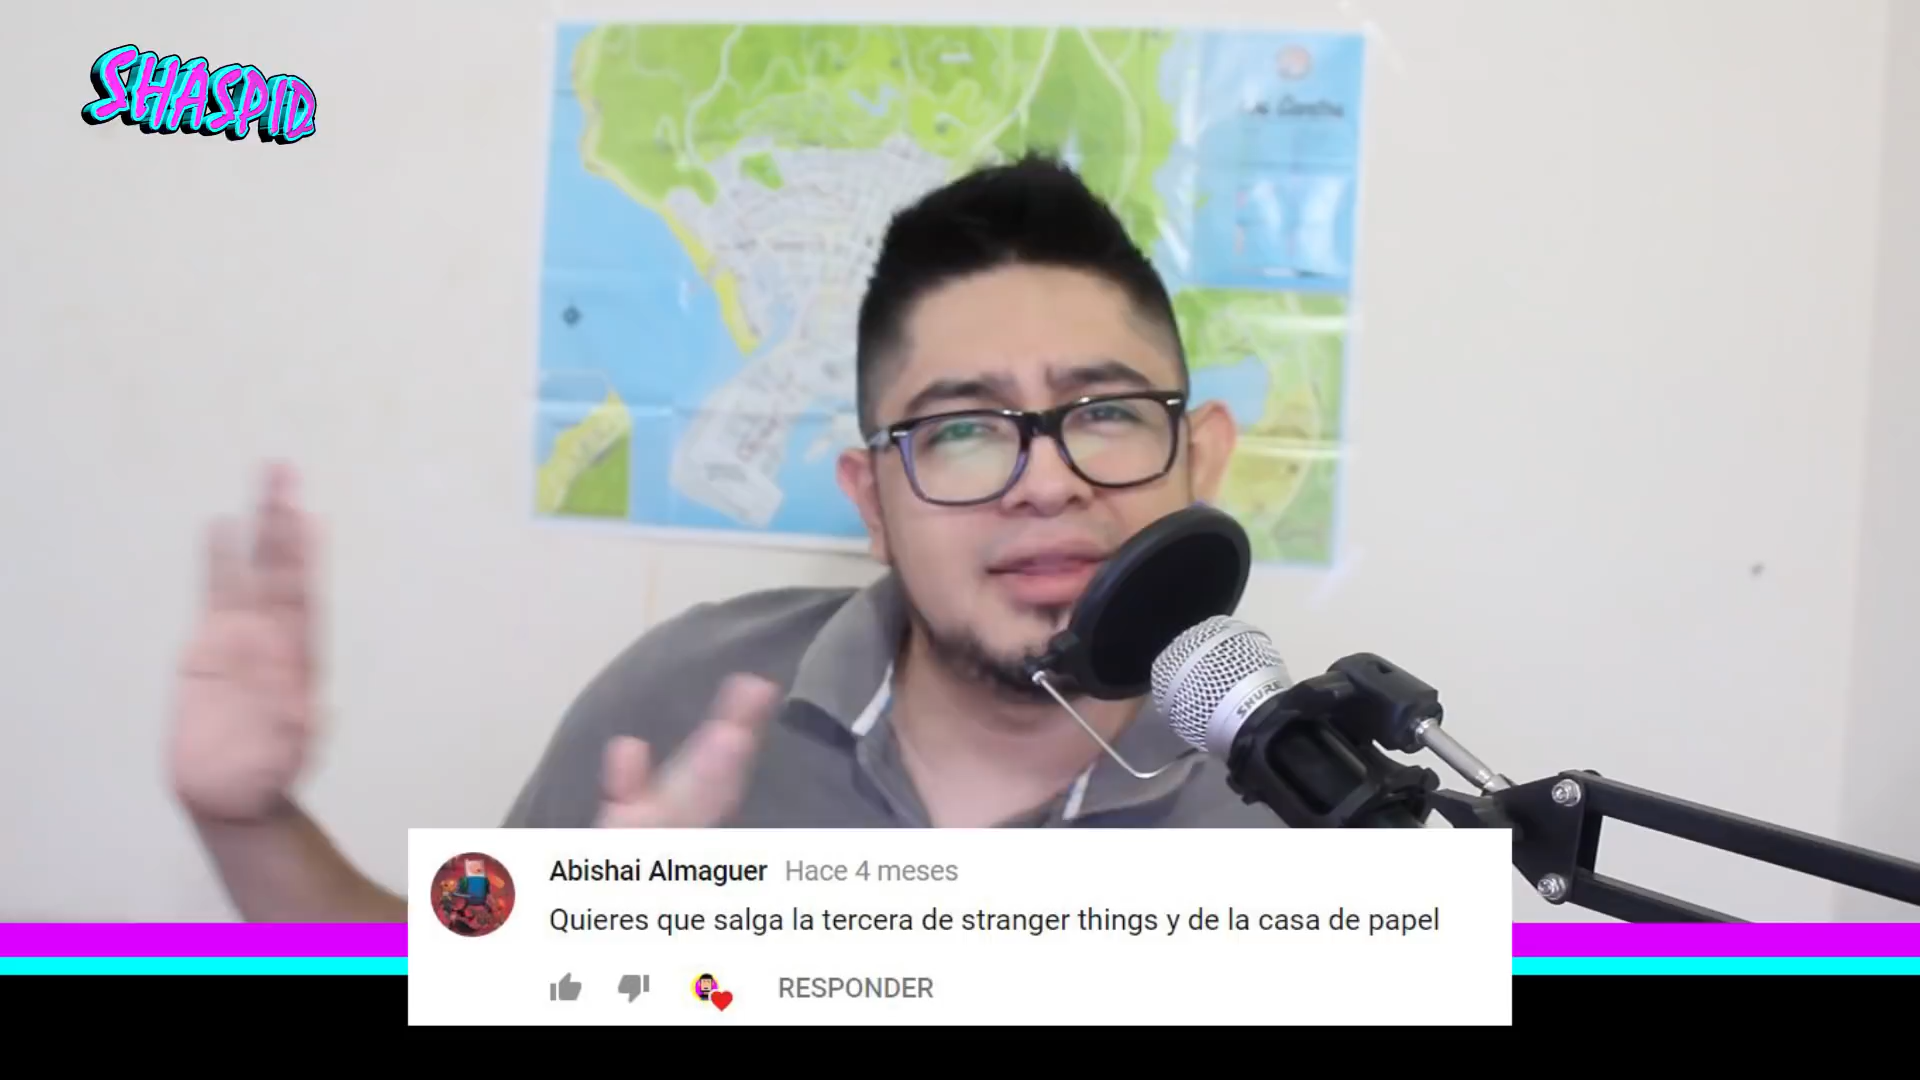 SHASPID
SHURE
Abishai Almaguer Hace 4 meses
Quieres que salga la tercera de stranger things y de la casa de papel
RESPONDER